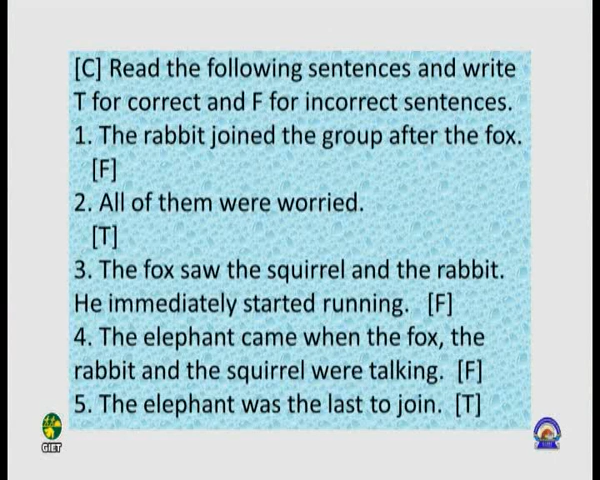 [C] Read the following sentences and write
T for correct and F for incorrect sentences.
1. The rabbit joined the group after the fox.
[F]
2. All of them were worried.
[T]
3. The fox saw the squirrel and the rabbit.
He immediately started running. [F]
4. The elephant came when the fox, the
rabbit and the squirrel were talking. [F]
5. The elephant was the last to join. [T]
GIET